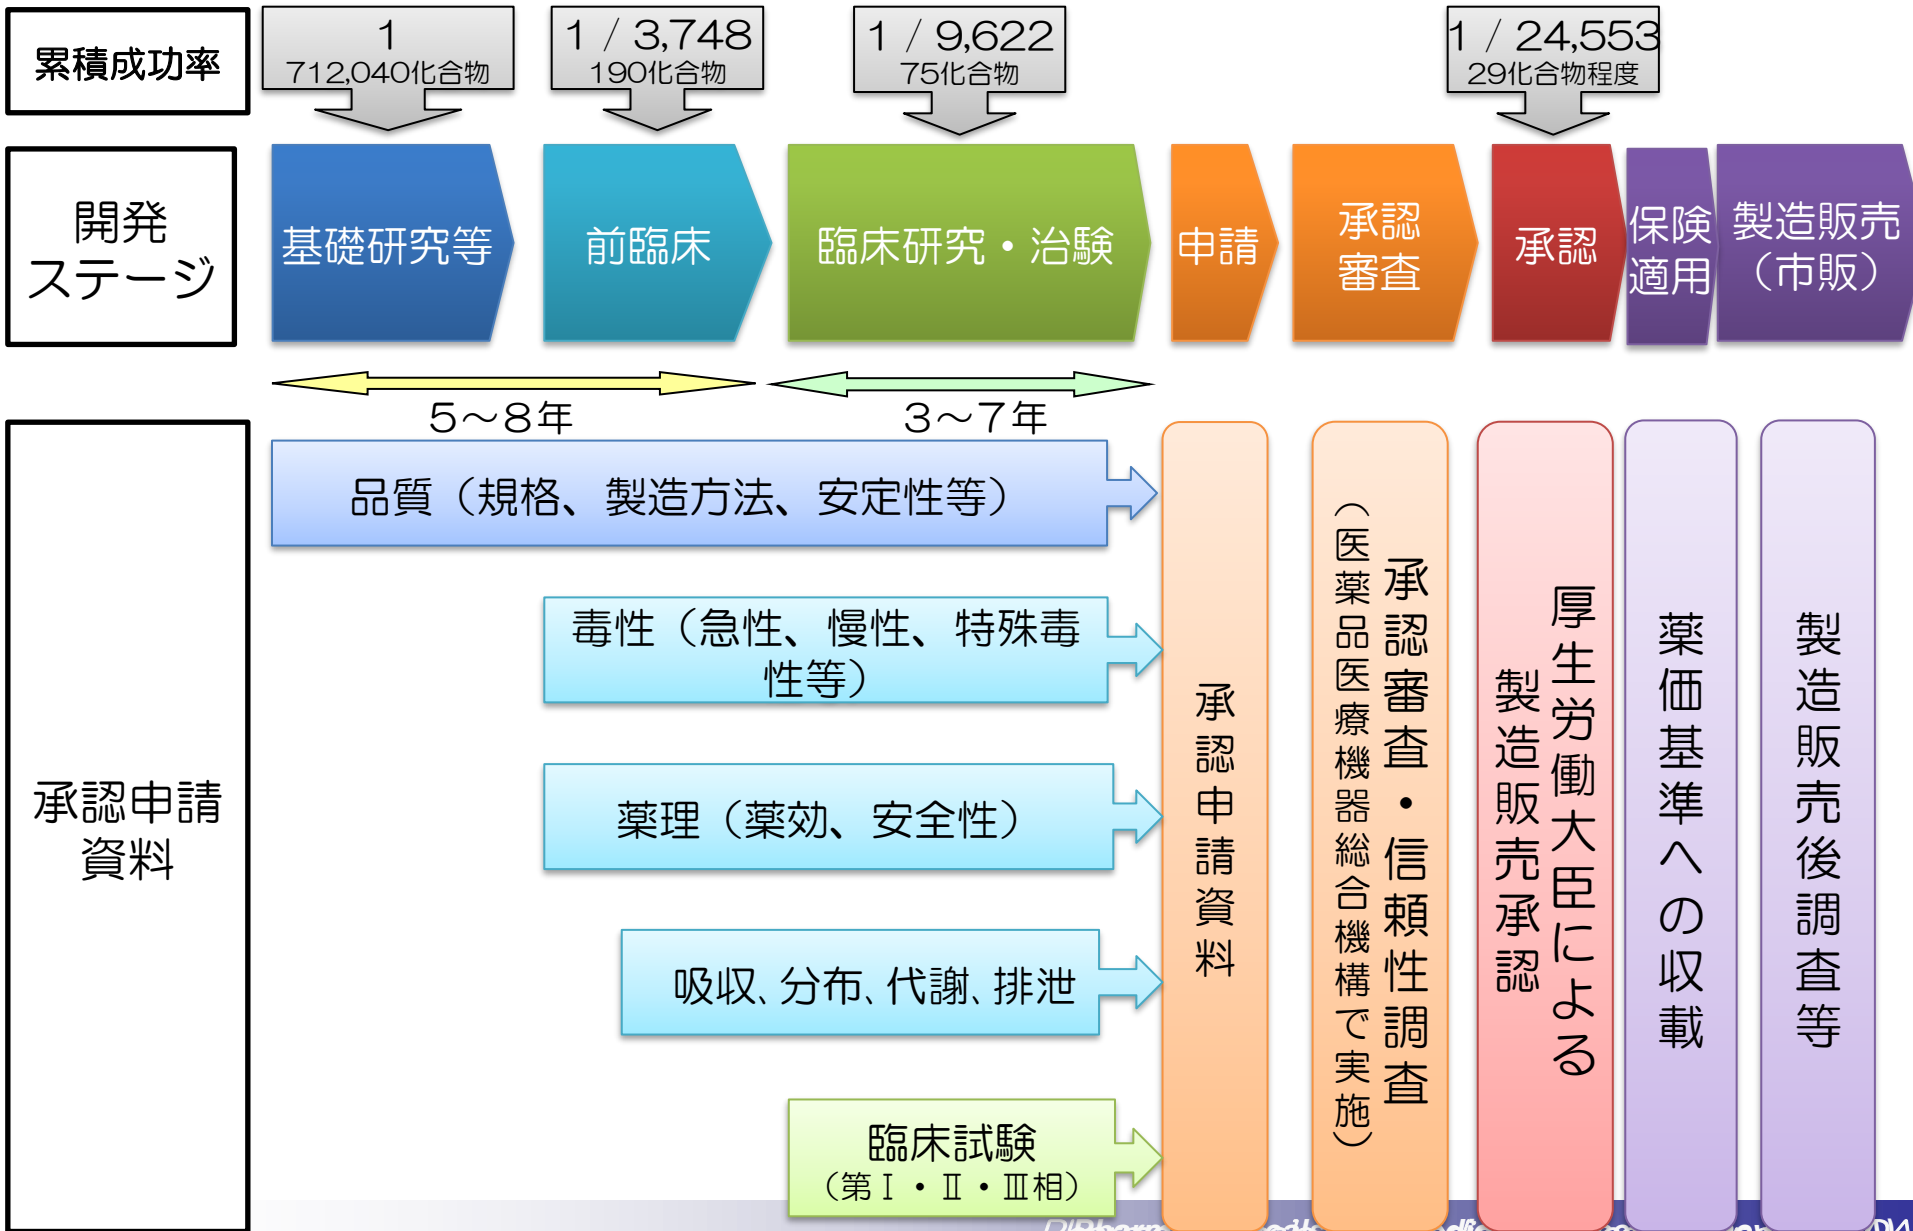 累積成功率
1
712,040化合物
1 / 3,748
190化合物
1 / 9,622
75化合物
1 / 24,553
29化合物程度
開発
ステージ
基礎研究等
前臨床
臨床研究・治験
申請
承認
審査
承認
保険
適用
製造販売
（市販）
5～8年
3～7年
承認申請
資料
品質（規格、製造方法、安定性等）
毒性（急性、慢性、特殊毒
性等）
薬理（薬効、安全性）
吸収、分布、代謝、排泄
臨床試験
（第Ⅰ・Ⅱ・Ⅲ相）
承認申請資料
承認審査・信頼性調査
（医薬品医療機器総合機構で実施）
厚生労働大臣による
製造販売承認
薬価基準への収載
製造販売後調査等